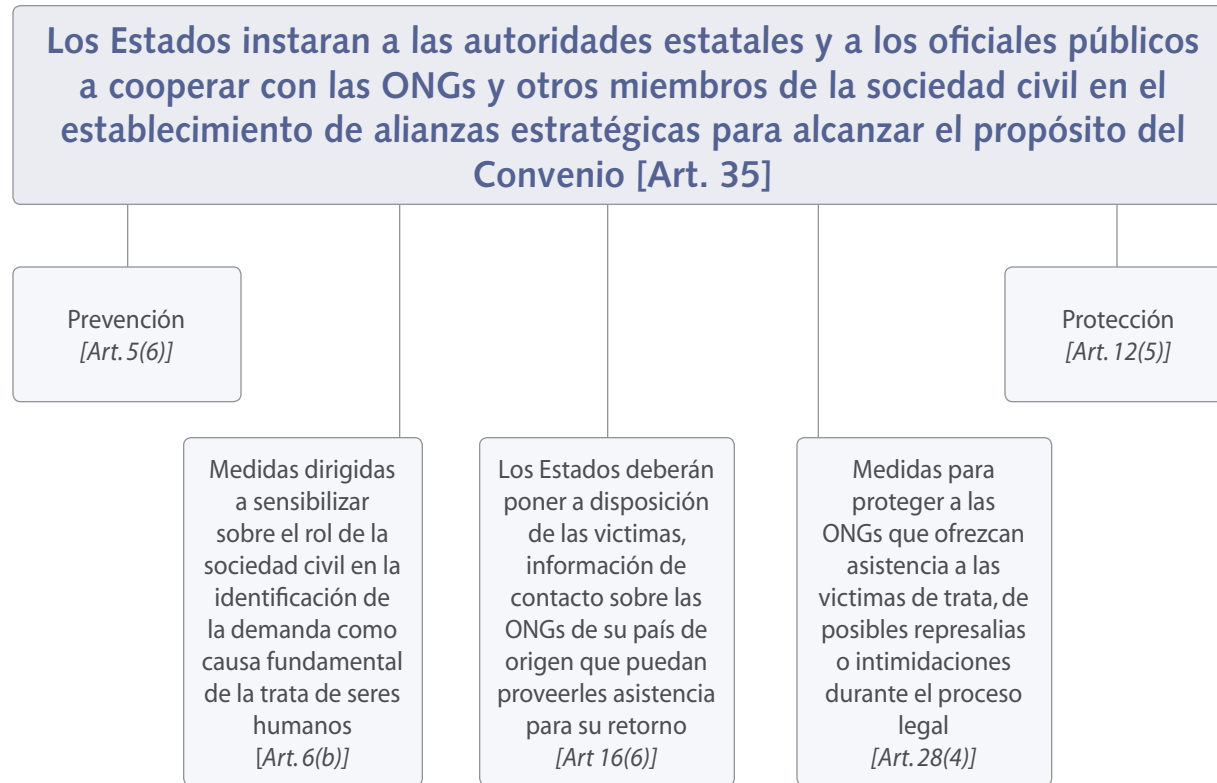 Los Estados instaran a las autoridades estatales y a los oficiales públicos
a cooperar con las ONGs y otros miembros de la sociedad civil en el
establecimiento de alianzas estratégicas para alcanzar el propósito del
Convenio [Art. 35]
Prevención
[Art. 5(6)]
Protección
[Art. 12(5)]
Medidas dirigidas
a sensibilizar
sobre el rol de la
sociedad civil en la
identificación de
la demanda como
causa fundamental
de la trata de seres
humanos
[Art. 6(b)]
Los Estados deberán
poner a disposición
de las victimas,
información de
contacto sobre las
ONGs de su país de
origen que puedan
proveerles asistencia
para su retorno
[Art 16(6)]
Medidas para
proteger a las
ONGs que ofrezcan
asistencia a las
victimas de trata, de
posibles represalias
o intimidaciones
durante el proceso
legal
[Art. 28(4)]